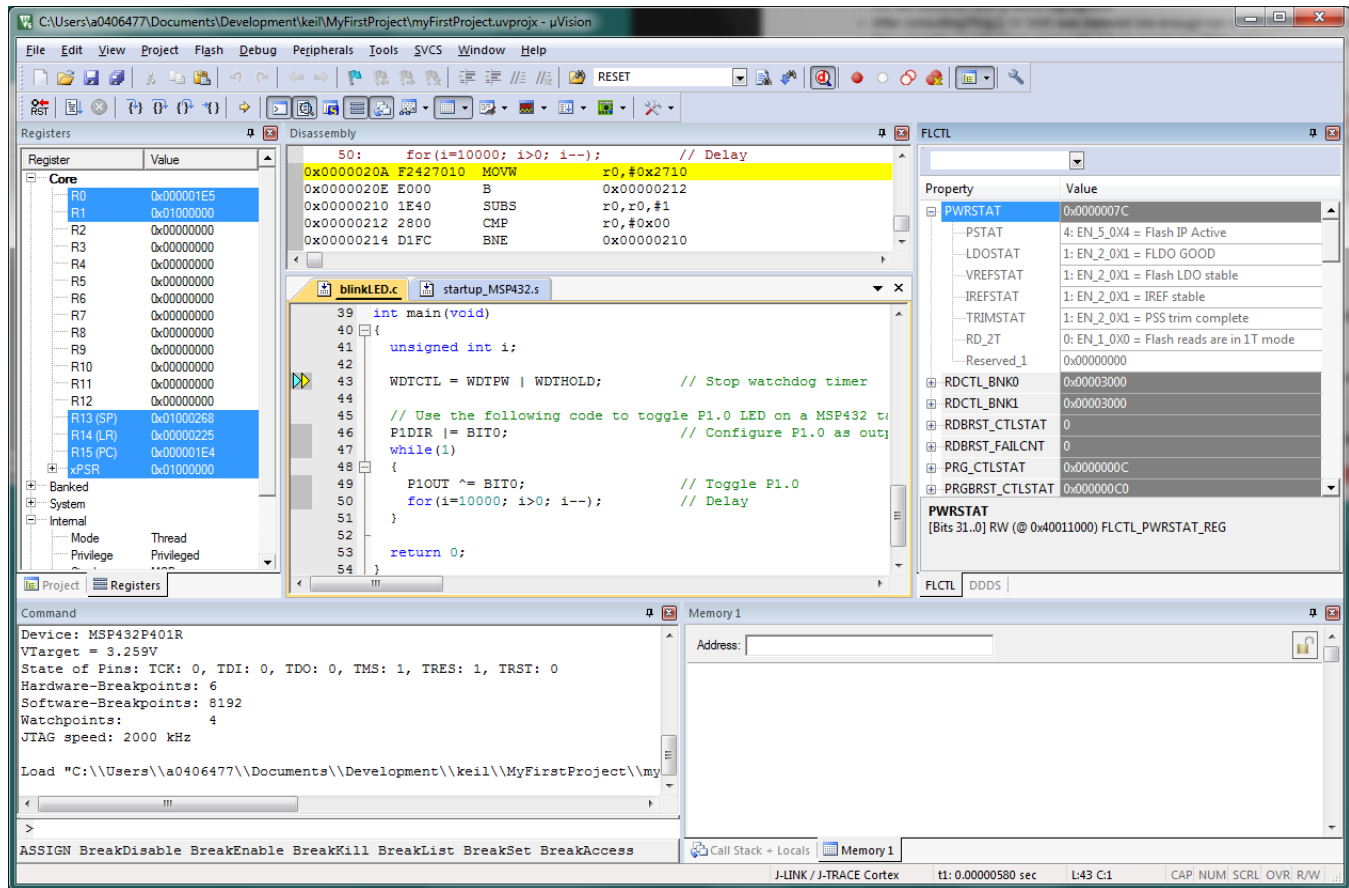 C:\Users\a0406477\Documents\Development\keil\MyFirstProject\myFirstProject.uvprojx - µVision
File Edit View Project Flash Debug Peripherals Tools SVCS Window Help
RESET
RST
Registers
Register Value
Core
R0 0x000001E5
R1 0x01000000
R2 0x00000000
R3 0x00000000
R4 0x00000000
R5 0x00000000
R6 0x00000000
R7 0x00000000
R8 0x00000000
R9 0x00000000
R10 0x00000000
R11 0x00000000
R12 0x00000000
R13 (SP) 0x01000268
R14 (LR) 0x00000225
R15 (PC) 0x000001E4
xPSR 0x01000000
Banked
System
Internal
Mode Thread
Privilege Privileged
Project Registers
Disassembly
50: for(i=10000; i>0; i--); // Delay
0x0000020A F2427010 MOVW r0,#0x2710
0x0000020E E000 B 0x00000212
0x00000210 1E40 SUBS r0,r0,#1
0x00000212 2800 CMP r0,#0x00
0x00000214 D1FC BNE 0x00000210
blinkLED.c startup_MSP432.s
39 int main(void)
40 {
41 unsigned int i;
42
43 WDTCTL = WDTPW | WDTHOLD; // Stop watchdog timer
44
45 // Use the following code to toggle P1.0 LED on a MSP432 ta
46 P1DIR |= BIT0; // Configure P1.0 as outp
47 while(1)
48 {
49 P1OUT ^= BIT0; // Toggle P1.0
50 for(i=10000; i>0; i--); // Delay
51 }
52
53 return 0;
54 }
FLCTL
Property Value
PWRSTAT 0x0000007C
PSTAT 4: EN_5_0X4 = Flash IP Active
LDOSTAT 1: EN_2_0X1 = FLDO GOOD
VREFSTAT 1: EN_2_0X1 = Flash LDO stable
IREFSTAT 1: EN_2_0X1 = IREF stable
TRIMSTAT 1: EN_2_0X1 = PSS trim complete
RD_2T 0: EN_1_0X0 = Flash reads are in 1T mode
Reserved_1 0x00000000
RDCTL_BNK0 0x00003000
RDCTL_BNK1 0x00003000
RDBRST_CTLSTAT 0
RDBRST_FAILCNT 0
PRG_CTLSTAT 0x0000000C
PRGBRST_CTLSTAT 0x000000C0
PWRSTAT
[Bits 31..0] RW (@ 0x40011000) FLCTL_PWRSTAT_REG
FLCTL DDDS
Command
Device: MSP432P401R
VTarget = 3.259V
State of Pins: TCK: 0, TDI: 0, TDO: 0, TMS: 1, TRES: 1, TRST: 0
Hardware-Breakpoints: 6
Software-Breakpoints: 8192
Watchpoints: 4
JTAG speed: 2000 kHz
Load "C:\\Users\\a0406477\\Documents\\Development\\keil\\MyFirstProject\\my
>
ASSIGN BreakDisable BreakEnable BreakKill BreakList BreakSet BreakAccess
Memory 1
Address:
Call Stack + Locals Memory 1
J-LINK / J-TRACE Cortex t1: 0.00000580 sec L:43 C:1 CAP NUM SCRL OVR R/W